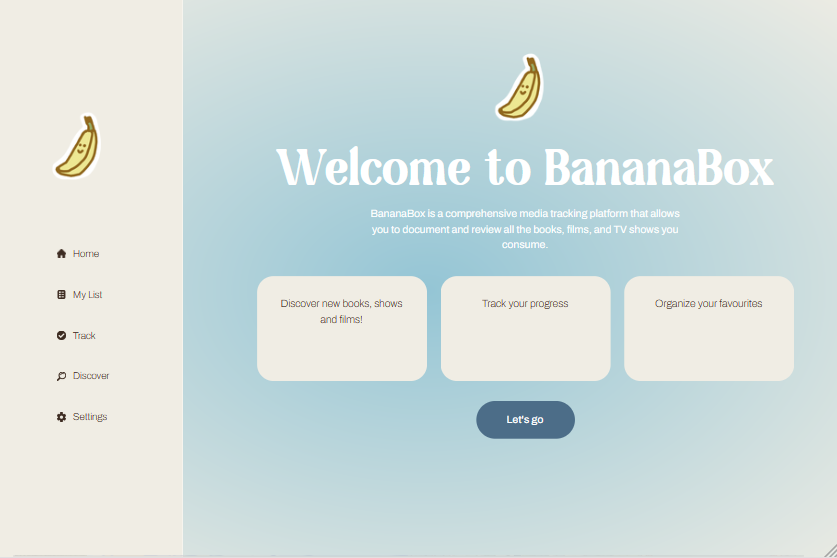 Home
My List
Track
Discover
Settings
Welcome to BananaBox
BananaBox is a comprehensive media tracking platform that allows
you to document and review all the books, films, and TV shows you
consume.
Discover new books, shows
and films!
Track your progress
Organize your favourites
Let's go